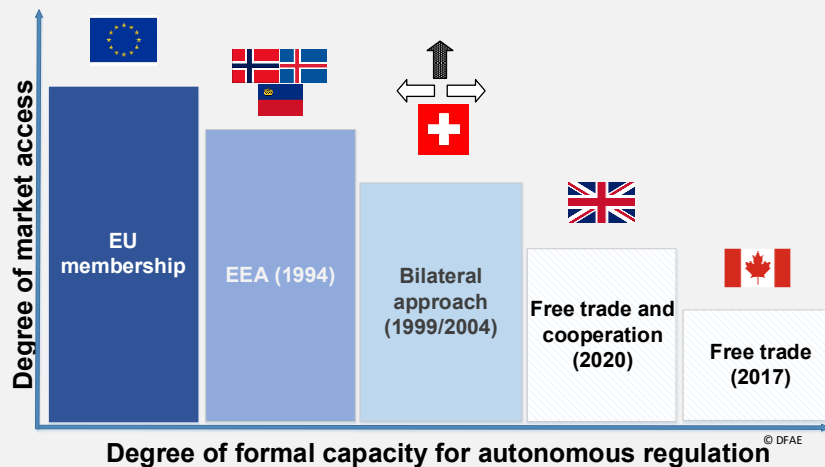 Degree of market access
EU
membership
EEA (1994)
Bilateral
approach
(1999/2004)
Free trade and
cooperation
(2020)
Free trade
(2017)
© DFAE
Degree of formal capacity for autonomous regulation